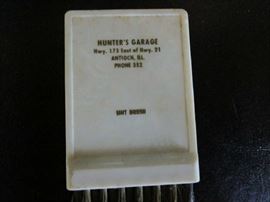 HUNTER'S GARAGE
Hwy. 173 East of Hwy. 21
ANTIOCH, ILL.
PHONE 352
LINT BRUSH